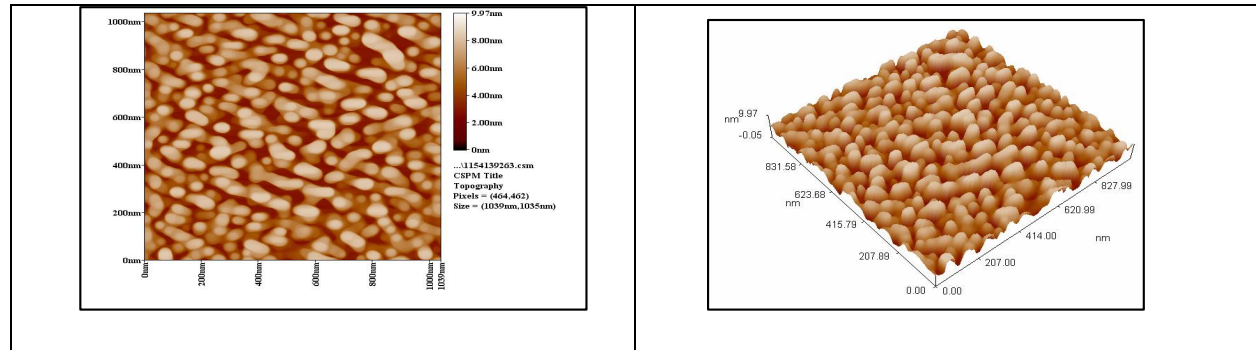 1000nm
800nm
600nm
400nm
200nm
0nm
0nm
200nm
400nm
600nm
800nm
1000nm
1039nm
9.97nm
8.00nm
6.00nm
4.00nm
2.00nm
0nm
...\1154139263.csm
CSPM Title
Topography
Pixels = (464,462)
Size = (1039nm,1035nm)
9.97
nm
-0.05
831.58
623.68
nm
415.79
207.89
0.00
0.00
207.00
414.00
nm
620.99
827.99